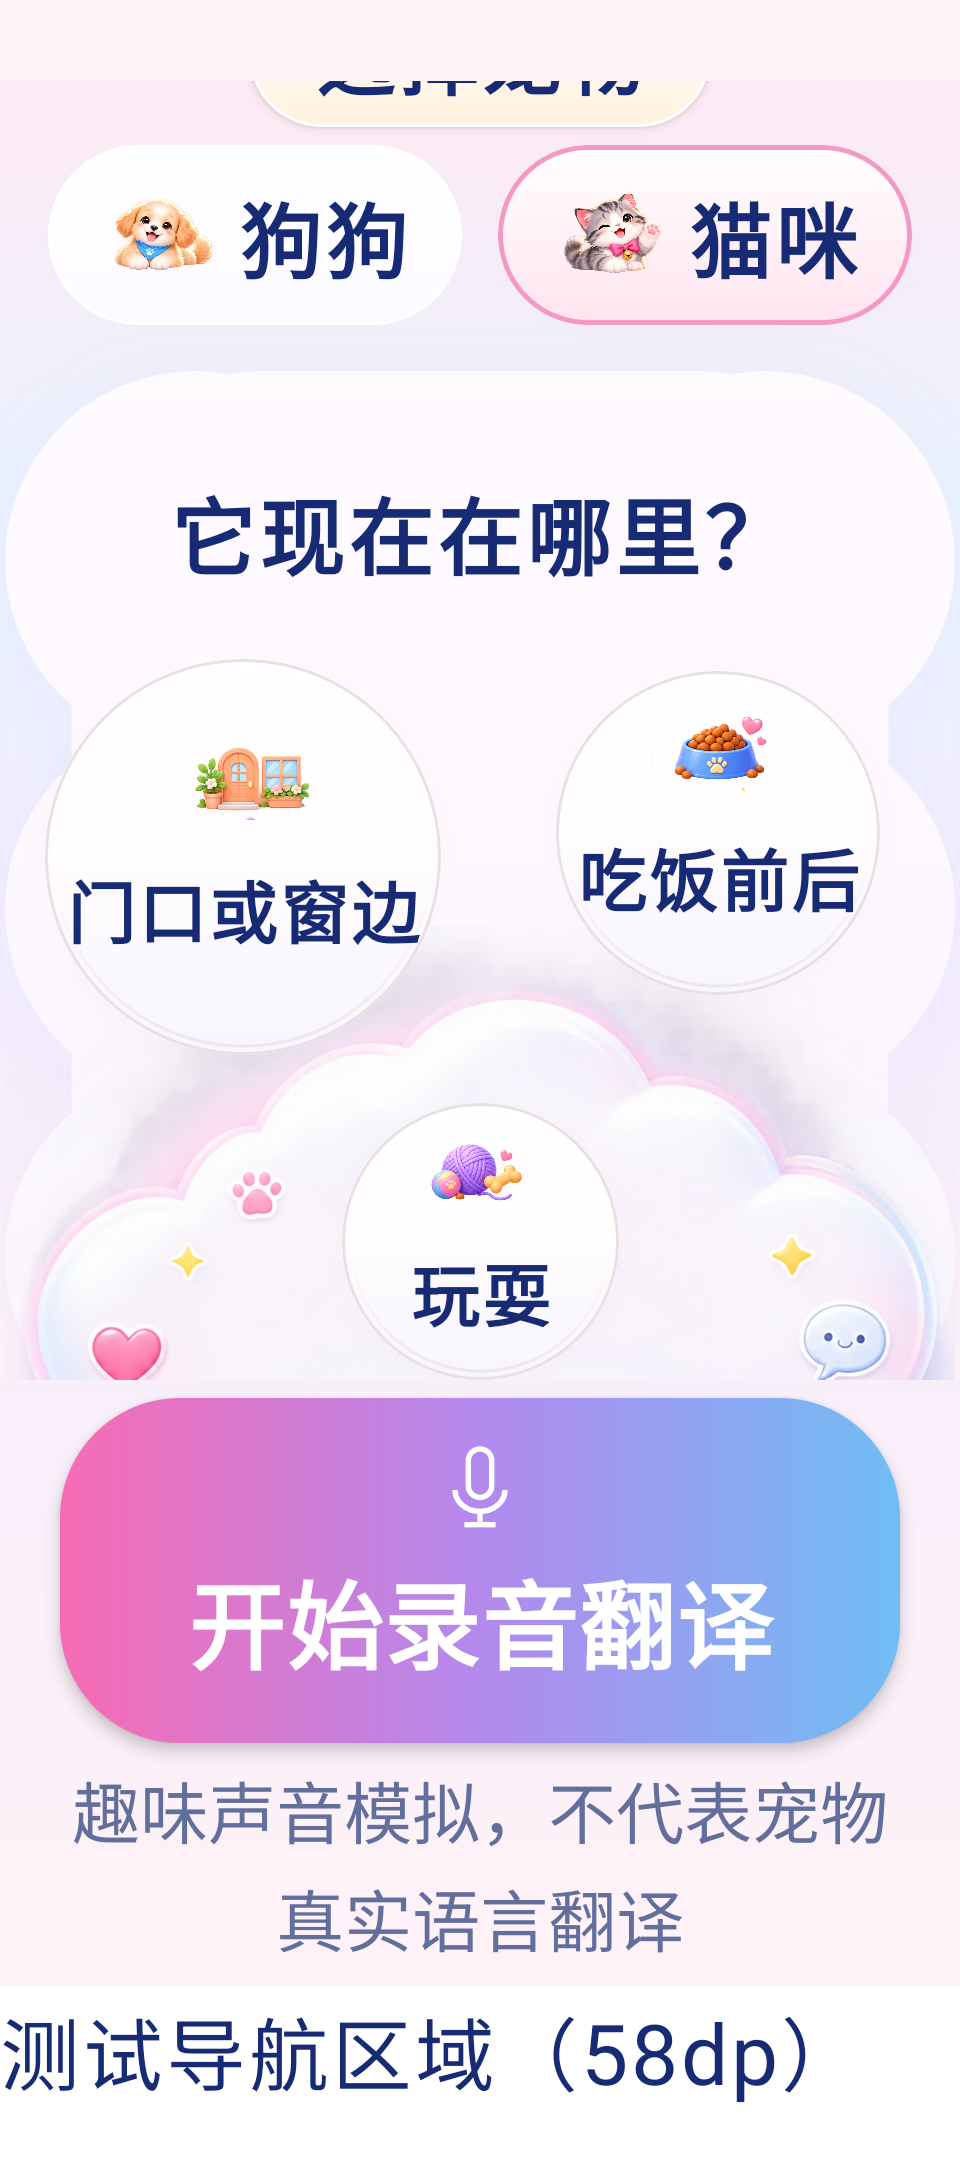 狗狗
猫咪
它现在在哪里？
门口或窗边
吃饭前后
玩耍
开始录音翻译
趣味声音模拟，不代表宠物
真实语言翻译
测试导航区域（58dp）